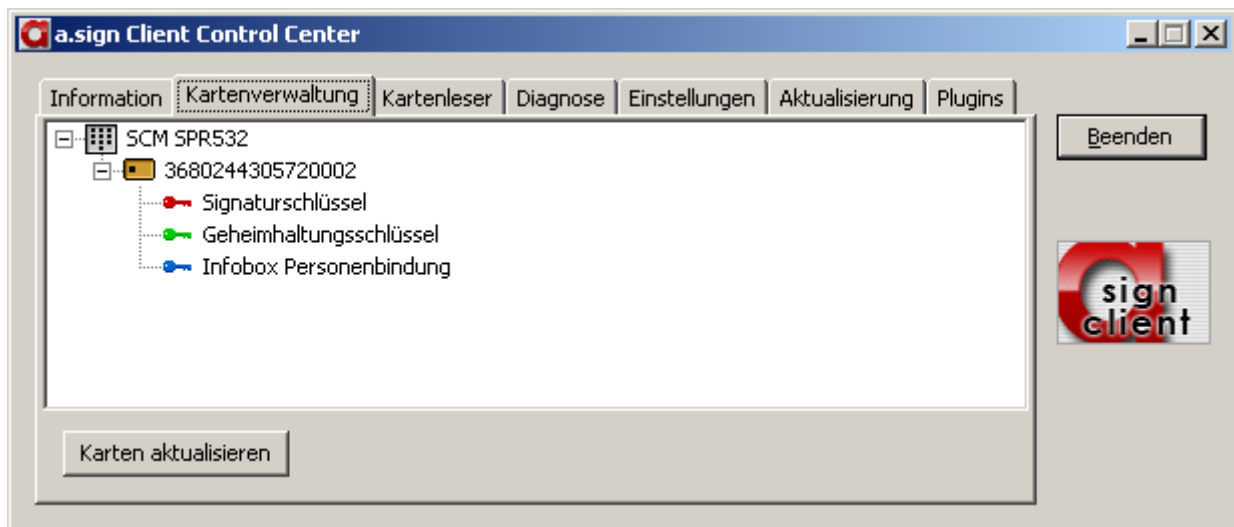 a.sign Client Control Center
Information Kartenverwaltung Kartenleser Diagnose Einstellungen Aktualisierung Plugins
SCM SPR532
3680244305720002
Signaturschlüssel
Geheimhaltungsschlüssel
Infobox Personenbindung
Karten aktualisieren
Beenden
a
sign
client